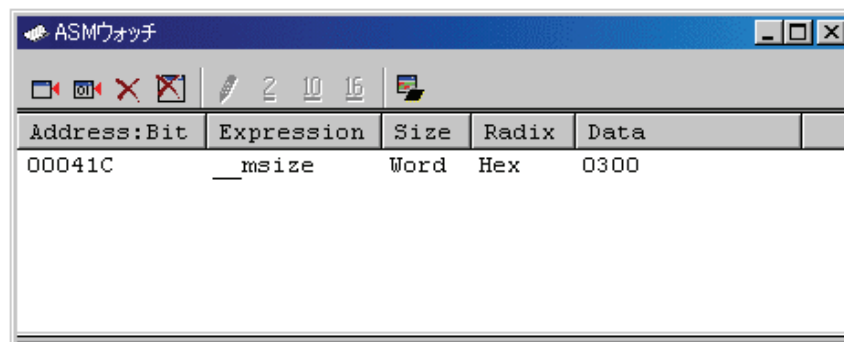 ASMウォッチ
2 10 16
Address:Bit Expression Size Radix Data
00041C __msize Word Hex 0300